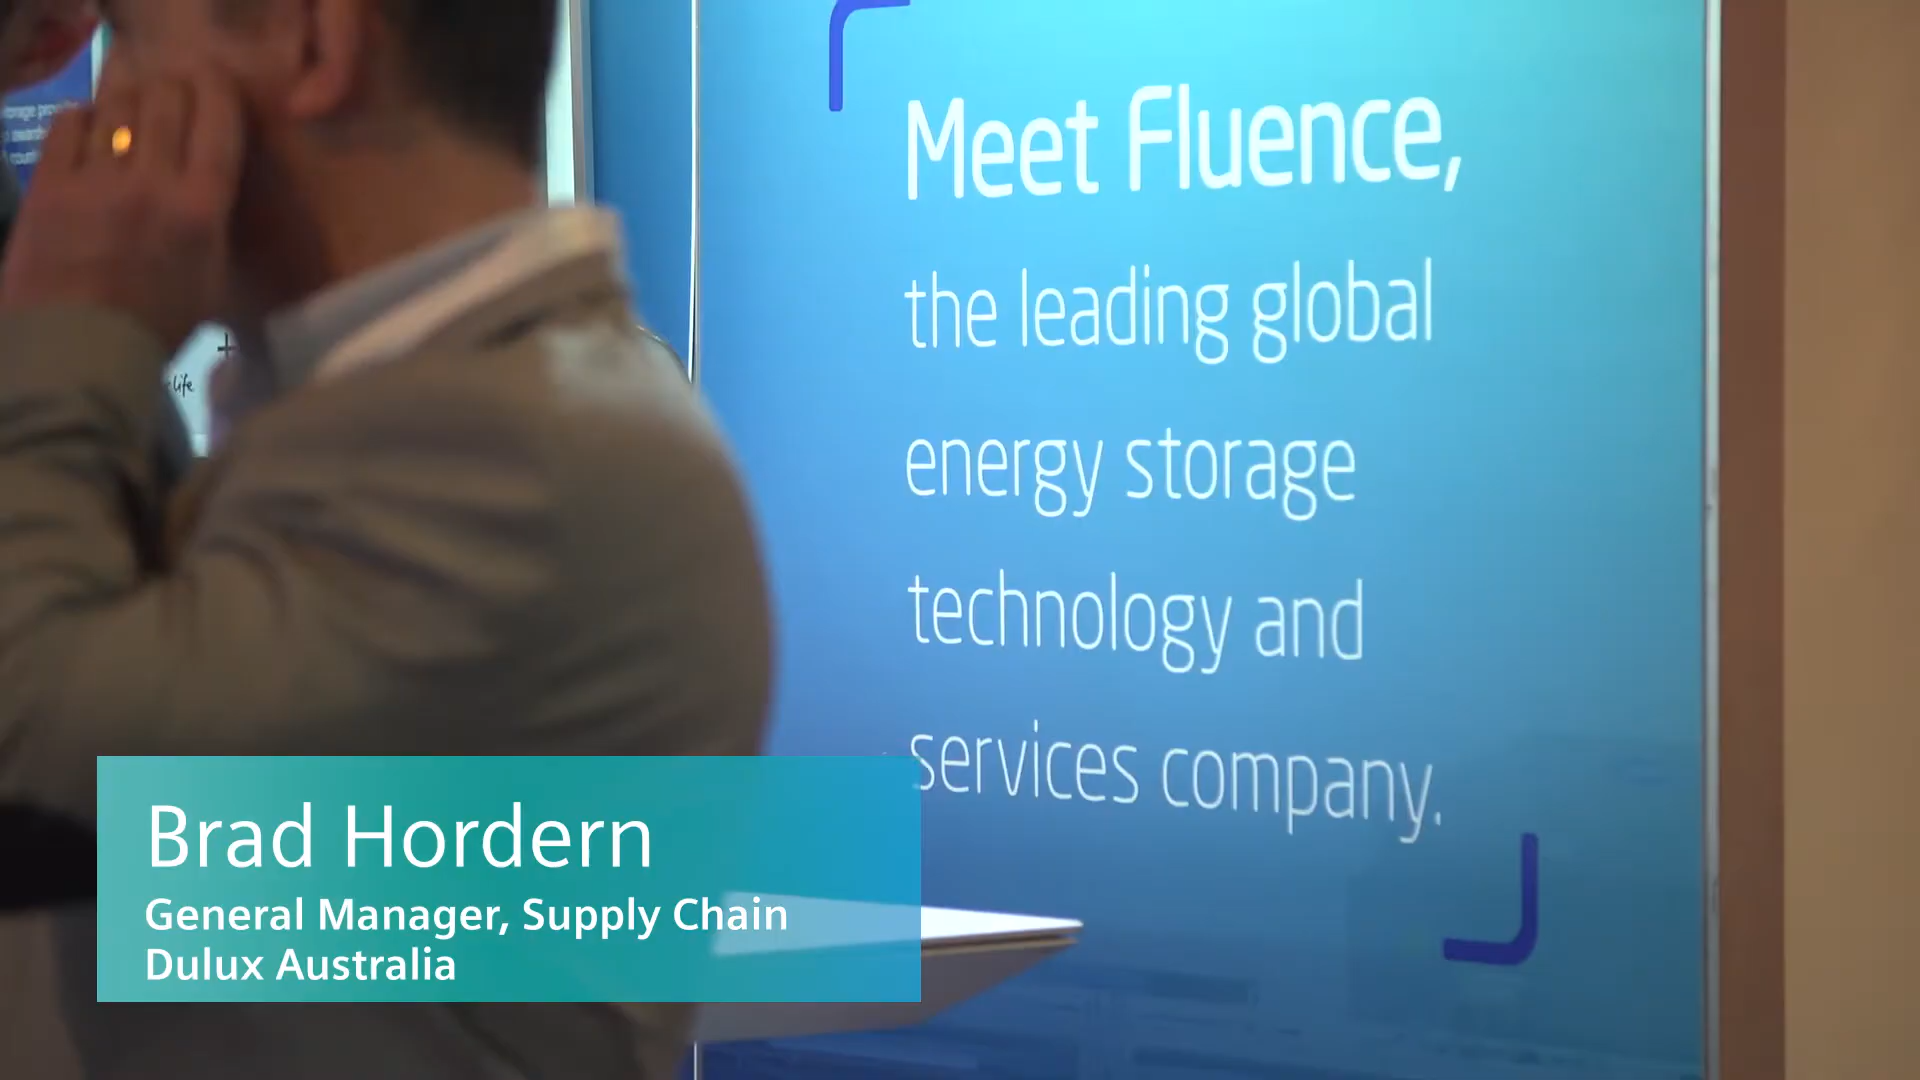 Meet Fluence,
the leading global
energy storage
technology and
services company.
life
Brad Hordern
General Manager, Supply Chain
Dulux Australia